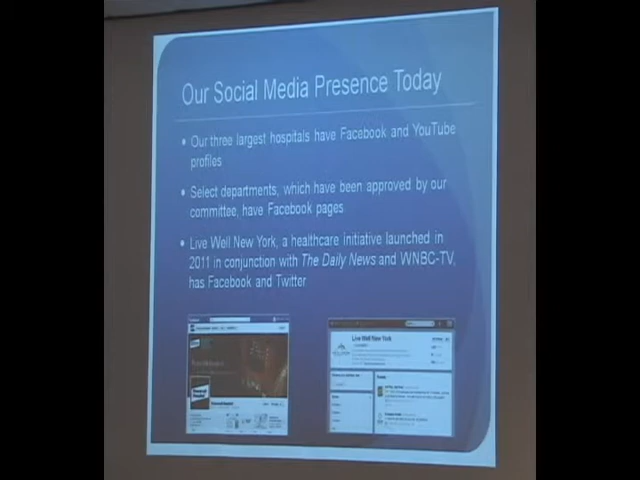 Our Social Media Presence Today
Our three largest hospitals have Facebook and YouTube
profiles
Select departments, which have been approved by our
committee, have Facebook pages
Live Well New York, a healthcare initiative launched in
2011 in conjunction with The Daily News and WNBC-TV,
has Facebook and Twitter
Live Well New York